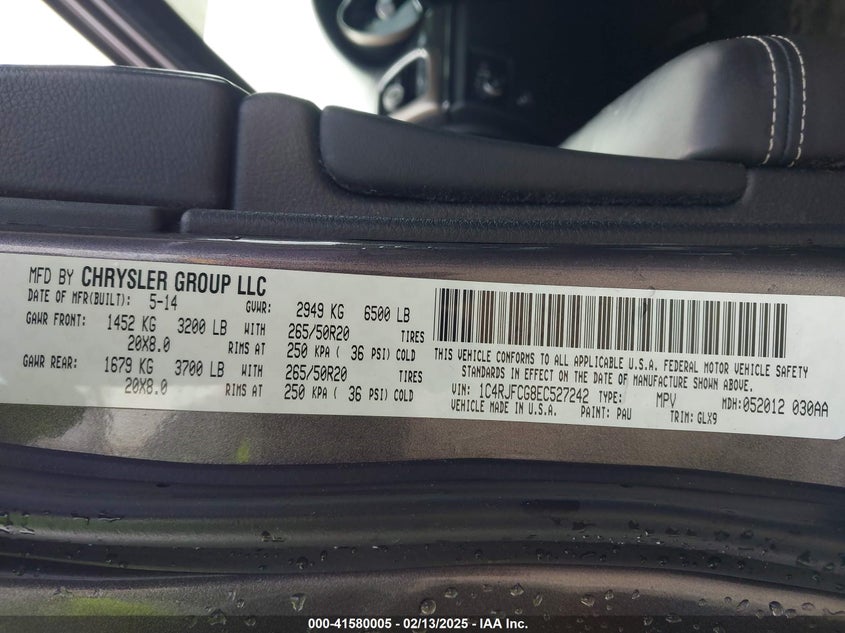 MFD BY CHRYSLER GROUP LLC
DATE OF MFR(BUILT): 5-14 GVWR: 2949 KG 6500 LB
GAWR FRONT: 1452 KG 3200 LB WITH 265/50R20 TIRES
20X8.0 RIMS AT 250 KPA ( 36 PSI) COLD
GAWR REAR: 1679 KG 3700 LB WITH 265/50R20 TIRES
20X8.0 RIMS AT 250 KPA ( 36 PSI) COLD
THIS VEHICLE CONFORMS TO ALL APPLICABLE U.S.A. FEDERAL MOTOR VEHICLE SAFETY
STANDARDS IN EFFECT ON THE DATE OF MANUFACTURE SHOWN ABOVE.
VIN: 1C4RJFCG8EC527242 TYPE: MPV MDH: 052012 030AA
VEHICLE MADE IN U.S.A. PAINT: PAU TRIM: GLX9
000-41580005 - 02/13/2025 - IAA Inc.